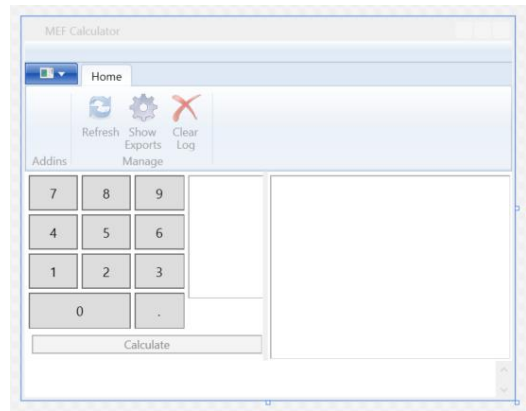 MEF Calculator
Home
Refresh Show Exports Clear Log
Addins Manage
7 8 9
4 5 6
1 2 3
0 .
Calculate